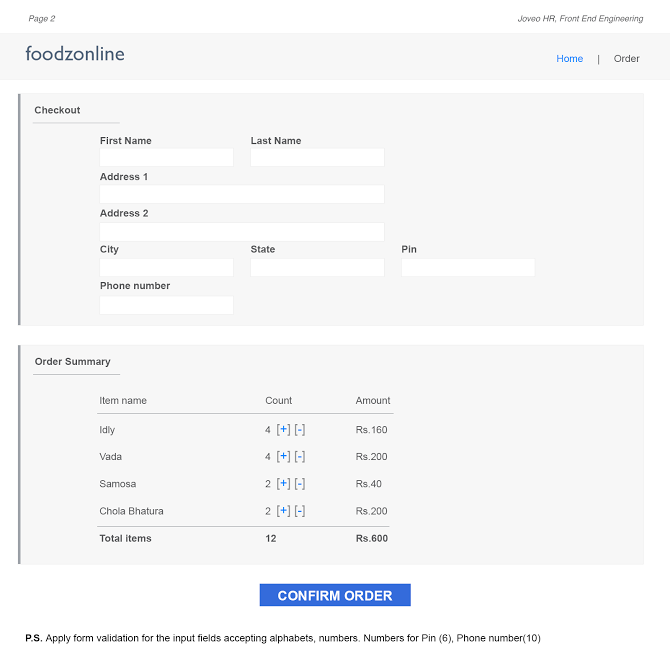 Page 2 Joveo HR, Front End Engineering
foodzonline
Home | Order
Checkout
First Name Last Name
Address 1
Address 2
City State Pin
Phone number
Order Summary
Item name Count Amount
Idly 4 [+] [-] Rs.160
Vada 4 [+] [-] Rs.200
Samosa 2 [+] [-] Rs.40
Chola Bhatura 2 [+] [-] Rs.200
Total items 12 Rs.600
CONFIRM ORDER
P.S. Apply form validation for the input fields accepting alphabets, numbers. Numbers for Pin (6), Phone number(10)